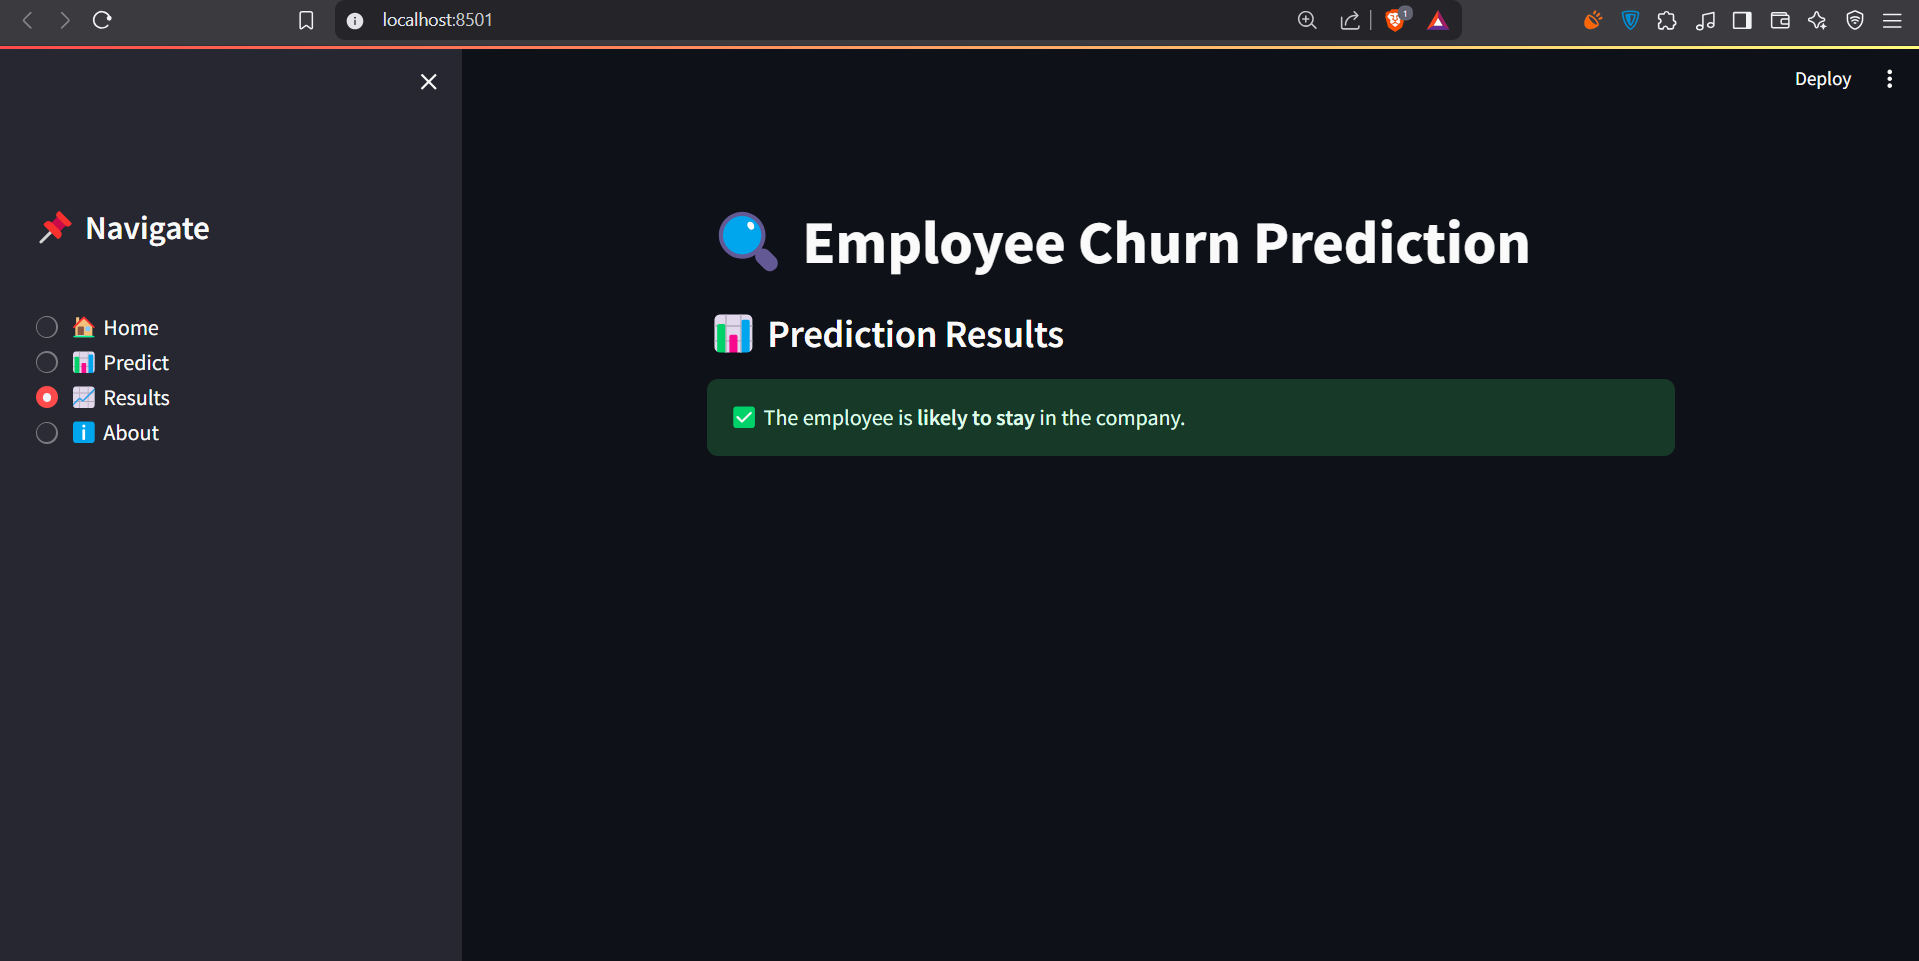 localhost:8501
1
Deploy
Navigate
Home
Predict
Results
About
Employee Churn Prediction
Prediction Results
The employee is likely to stay in the company.